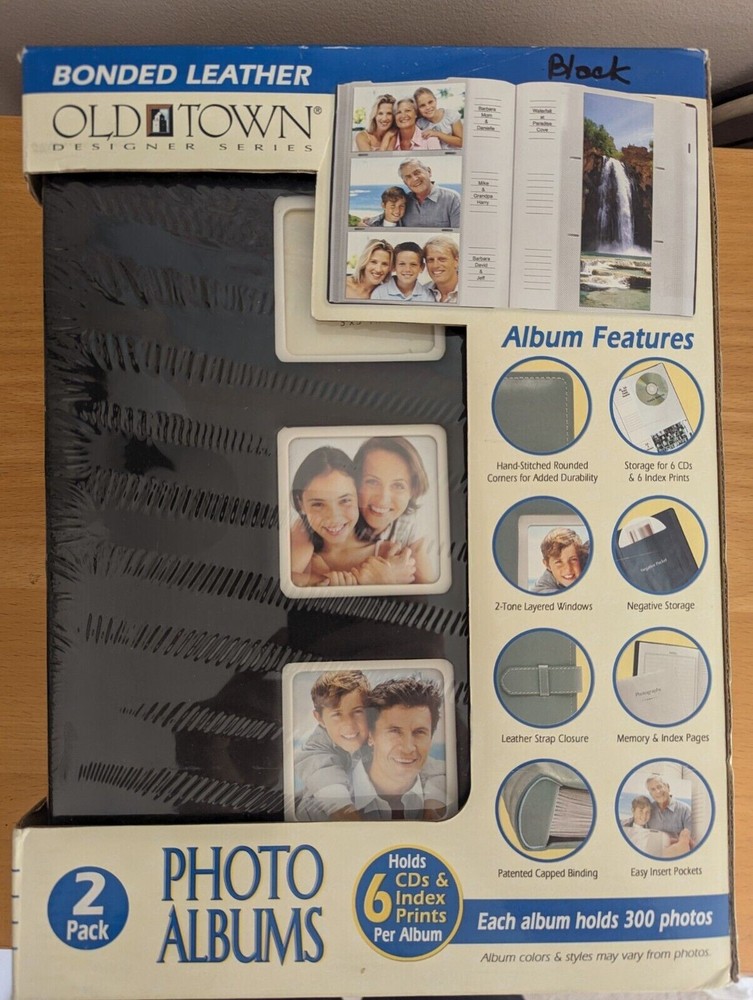 BONDED LEATHER
Black
OLD TOWN®
DESIGNER SERIES
Barbara
Mom
&
Danielle
Waterfall
at
Paradise
Cove
Mike
&
Grandpa
Harry
Barbara
David
&
Jeff
Album Features
Hand-Stitched Rounded
Corners for Added Durability
Storage for 6 CDs
& 6 Index Prints
2-Tone Layered Windows
Negative Storage
Leather Strap Closure
Photographs
Memory & Index Pages
Patented Capped Binding
Easy Insert Pockets
2
Pack
PHOTO
ALBUMS
Holds
6 CDs &
Index
Prints
Per Album
Each album holds 300 photos
Album colors & styles may vary from photos.